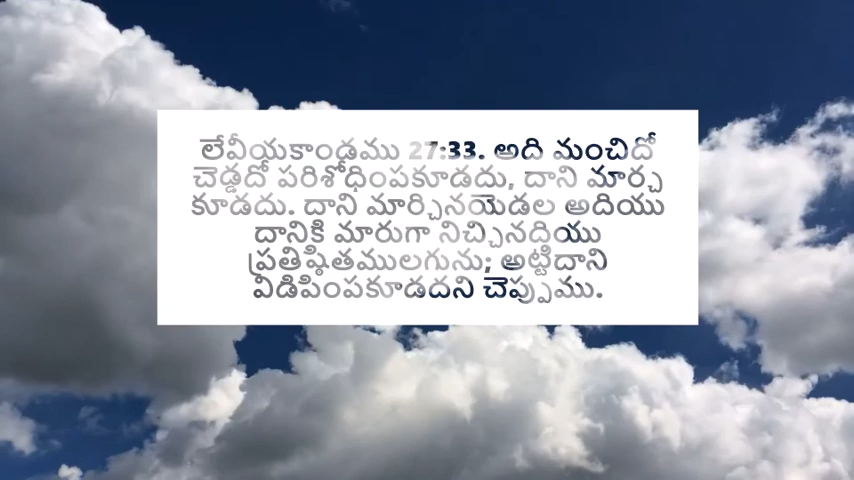 లేవీయకాండము 27:33. అది మంచిదో
చెడ్డదో పరిశోధింపకూడదు, దాని మార్చ
కూడదు. దాని మార్చినయెడల అదియు
దానికి మారుగా నిచ్చినదియు
ప్రతిష్ఠితములగును; అట్టిదాని
విడిపింపకూడదని చెప్పుము.